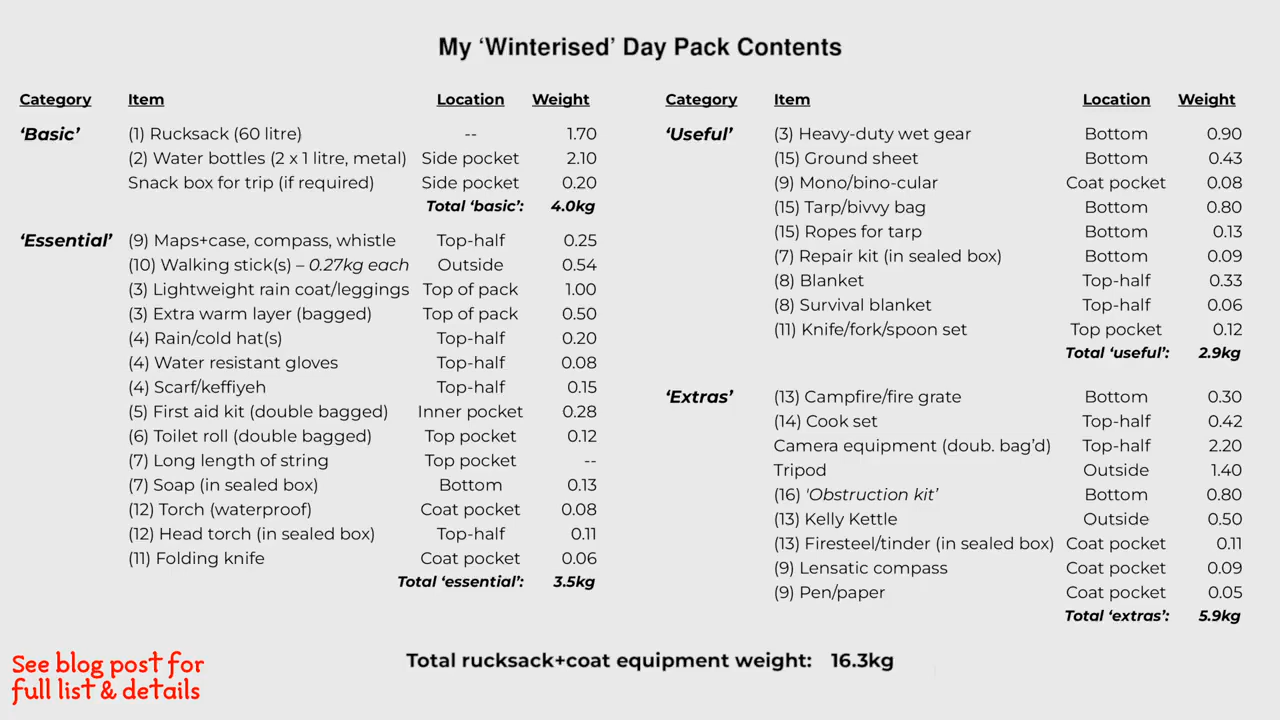 My ‘Winterised’ Day Pack Contents
Category Item Location Weight
‘Basic’ (1) Rucksack (60 litre) -- 1.70
(2) Water bottles (2 x 1 litre, metal) Side pocket 2.10
Snack box for trip (if required) Side pocket 0.20
Total ‘basic’: 4.0kg
‘Essential’ (9) Maps+case, compass, whistle Top-half 0.25
(10) Walking stick(s) – 0.27kg each Outside 0.54
(3) Lightweight rain coat/leggings Top of pack 1.00
(3) Extra warm layer (bagged) Top of pack 0.50
(4) Rain/cold hat(s) Top-half 0.20
(4) Water resistant gloves Top-half 0.08
(4) Scarf/keffiyeh Top-half 0.15
(5) First aid kit (double bagged) Inner pocket 0.28
(6) Toilet roll (double bagged) Top pocket 0.12
(7) Long length of string Top pocket --
(7) Soap (in sealed box) Bottom 0.13
(12) Torch (waterproof) Coat pocket 0.08
(12) Head torch (in sealed box) Top-half 0.11
(11) Folding knife Coat pocket 0.06
Total ‘essential’: 3.5kg
Category Item Location Weight
‘Useful’ (3) Heavy-duty wet gear Bottom 0.90
(15) Ground sheet Bottom 0.43
(9) Mono/bino-cular Coat pocket 0.08
(15) Tarp/bivvy bag Bottom 0.80
(15) Ropes for tarp Bottom 0.13
(7) Repair kit (in sealed box) Bottom 0.09
(8) Blanket Top-half 0.33
(8) Survival blanket Top-half 0.06
(11) Knife/fork/spoon set Top pocket 0.12
Total ‘useful’: 2.9kg
‘Extras’ (13) Campfire/fire grate Bottom 0.30
(14) Cook set Top-half 0.42
Camera equipment (doub. bag’d) Top-half 2.20
Tripod Outside 1.40
(16) 'Obstruction kit’ Bottom 0.80
(13) Kelly Kettle Outside 0.50
(13) Firesteel/tinder (in sealed box) Coat pocket 0.11
(9) Lensatic compass Coat pocket 0.09
(9) Pen/paper Coat pocket 0.05
Total ‘extras’: 5.9kg
Total rucksack+coat equipment weight: 16.3kg
See blog post for
full list & details